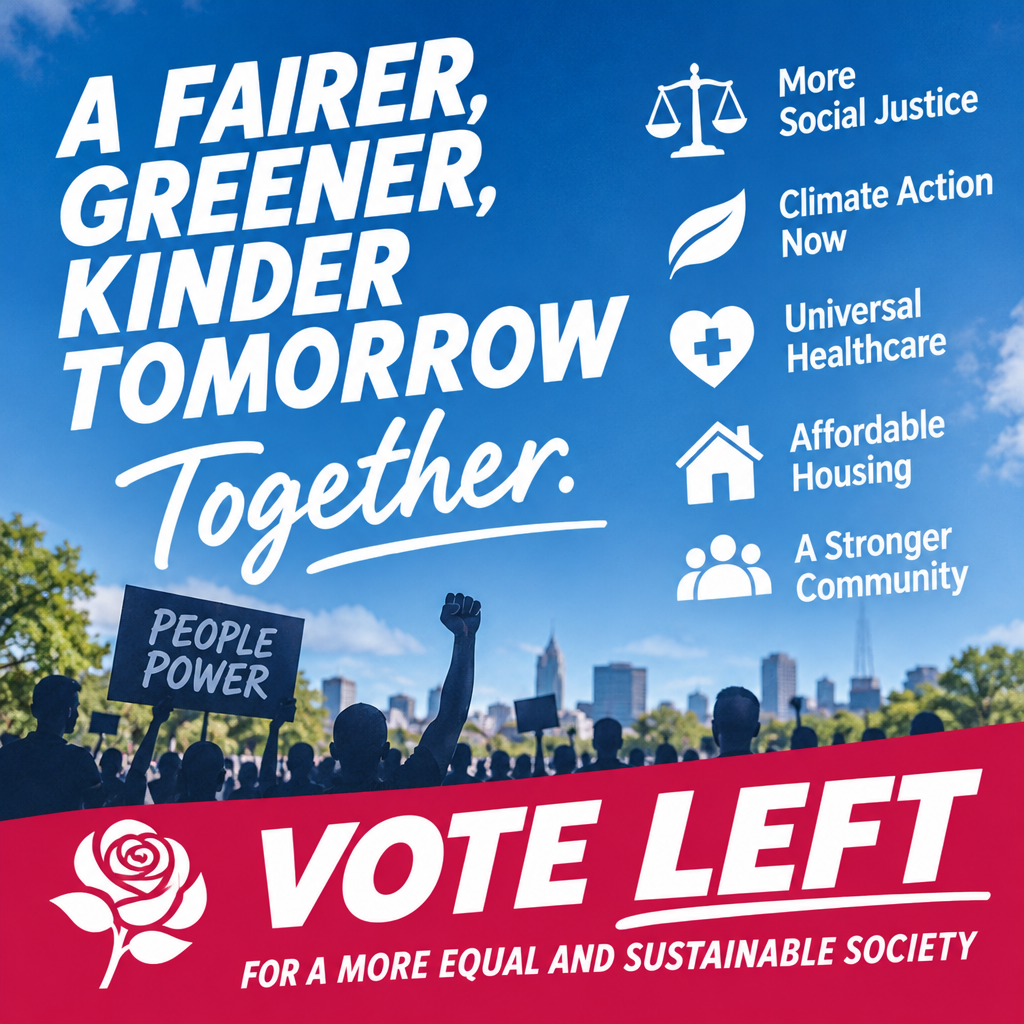 A FAIRER,
GREENER,
KINDER
TOMORROW
Together.
More
Social Justice
Climate Action
Now
Universal
Healthcare
Affordable
Housing
A Stronger
Community
PEOPLE
POWER
VOTE LEFT
FOR A MORE EQUAL AND SUSTAINABLE SOCIETY